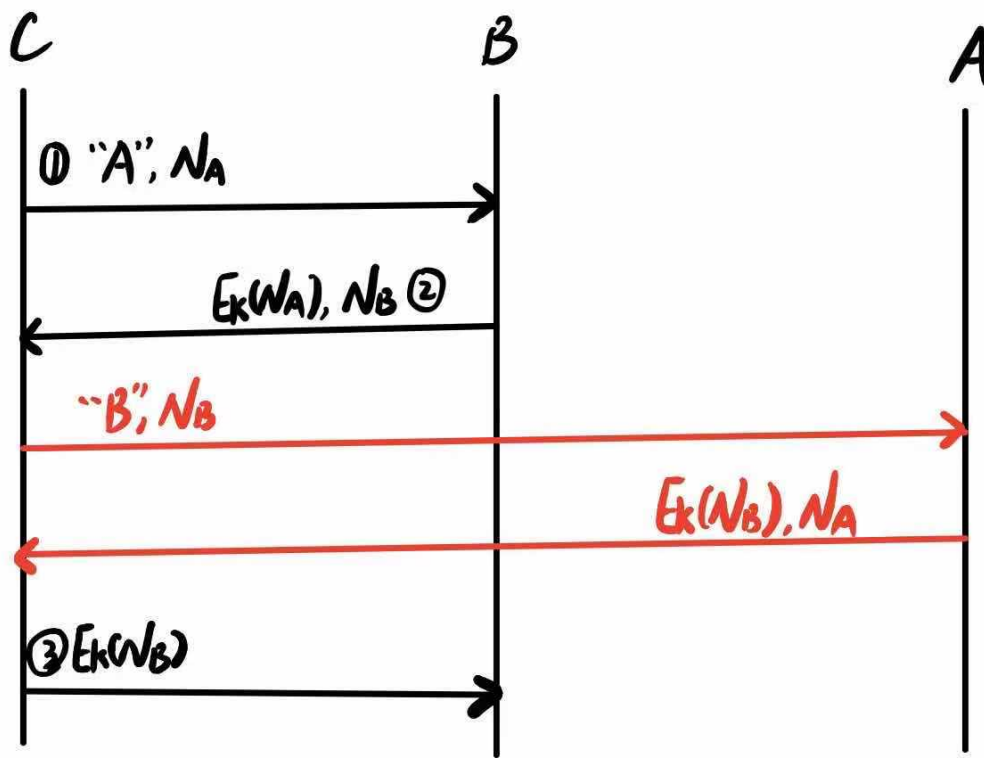 C B A
① “A”, NA
EK(NA), NB ②
“B”, NB
EK(NB), NA
③ EK(NB)